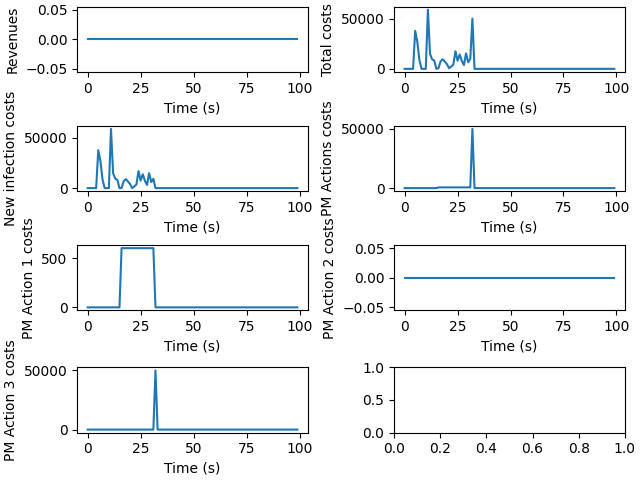 Revenues
0.05
0.00
−0.05
0 25 50 75 100
Time (s)
Total costs
50000
0
0 25 50 75 100
Time (s)
New infection costs
50000
0
0 25 50 75 100
Time (s)
PM Actions costs
50000
0
0 25 50 75 100
Time (s)
PM Action 1 costs
500
0
0 25 50 75 100
Time (s)
PM Action 2 costs
0.05
0.00
−0.05
0 25 50 75 100
Time (s)
PM Action 3 costs
50000
0
0 25 50 75 100
Time (s)
1.0
0.5
0.0
0.0 0.2 0.4 0.6 0.8 1.0